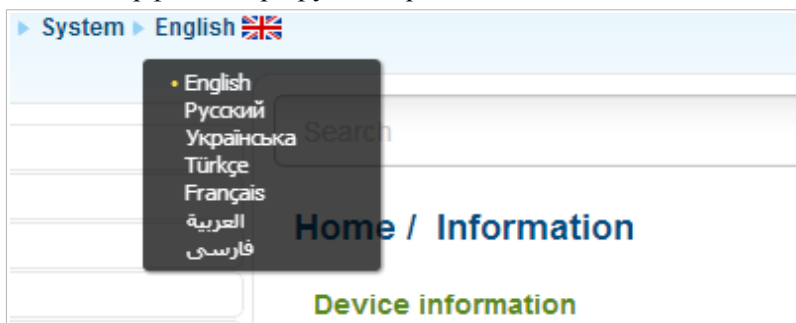 System English
• English
Русский
Українська
Türkçe
Français
العربية
فارسی
Search
Home / Information
Device information